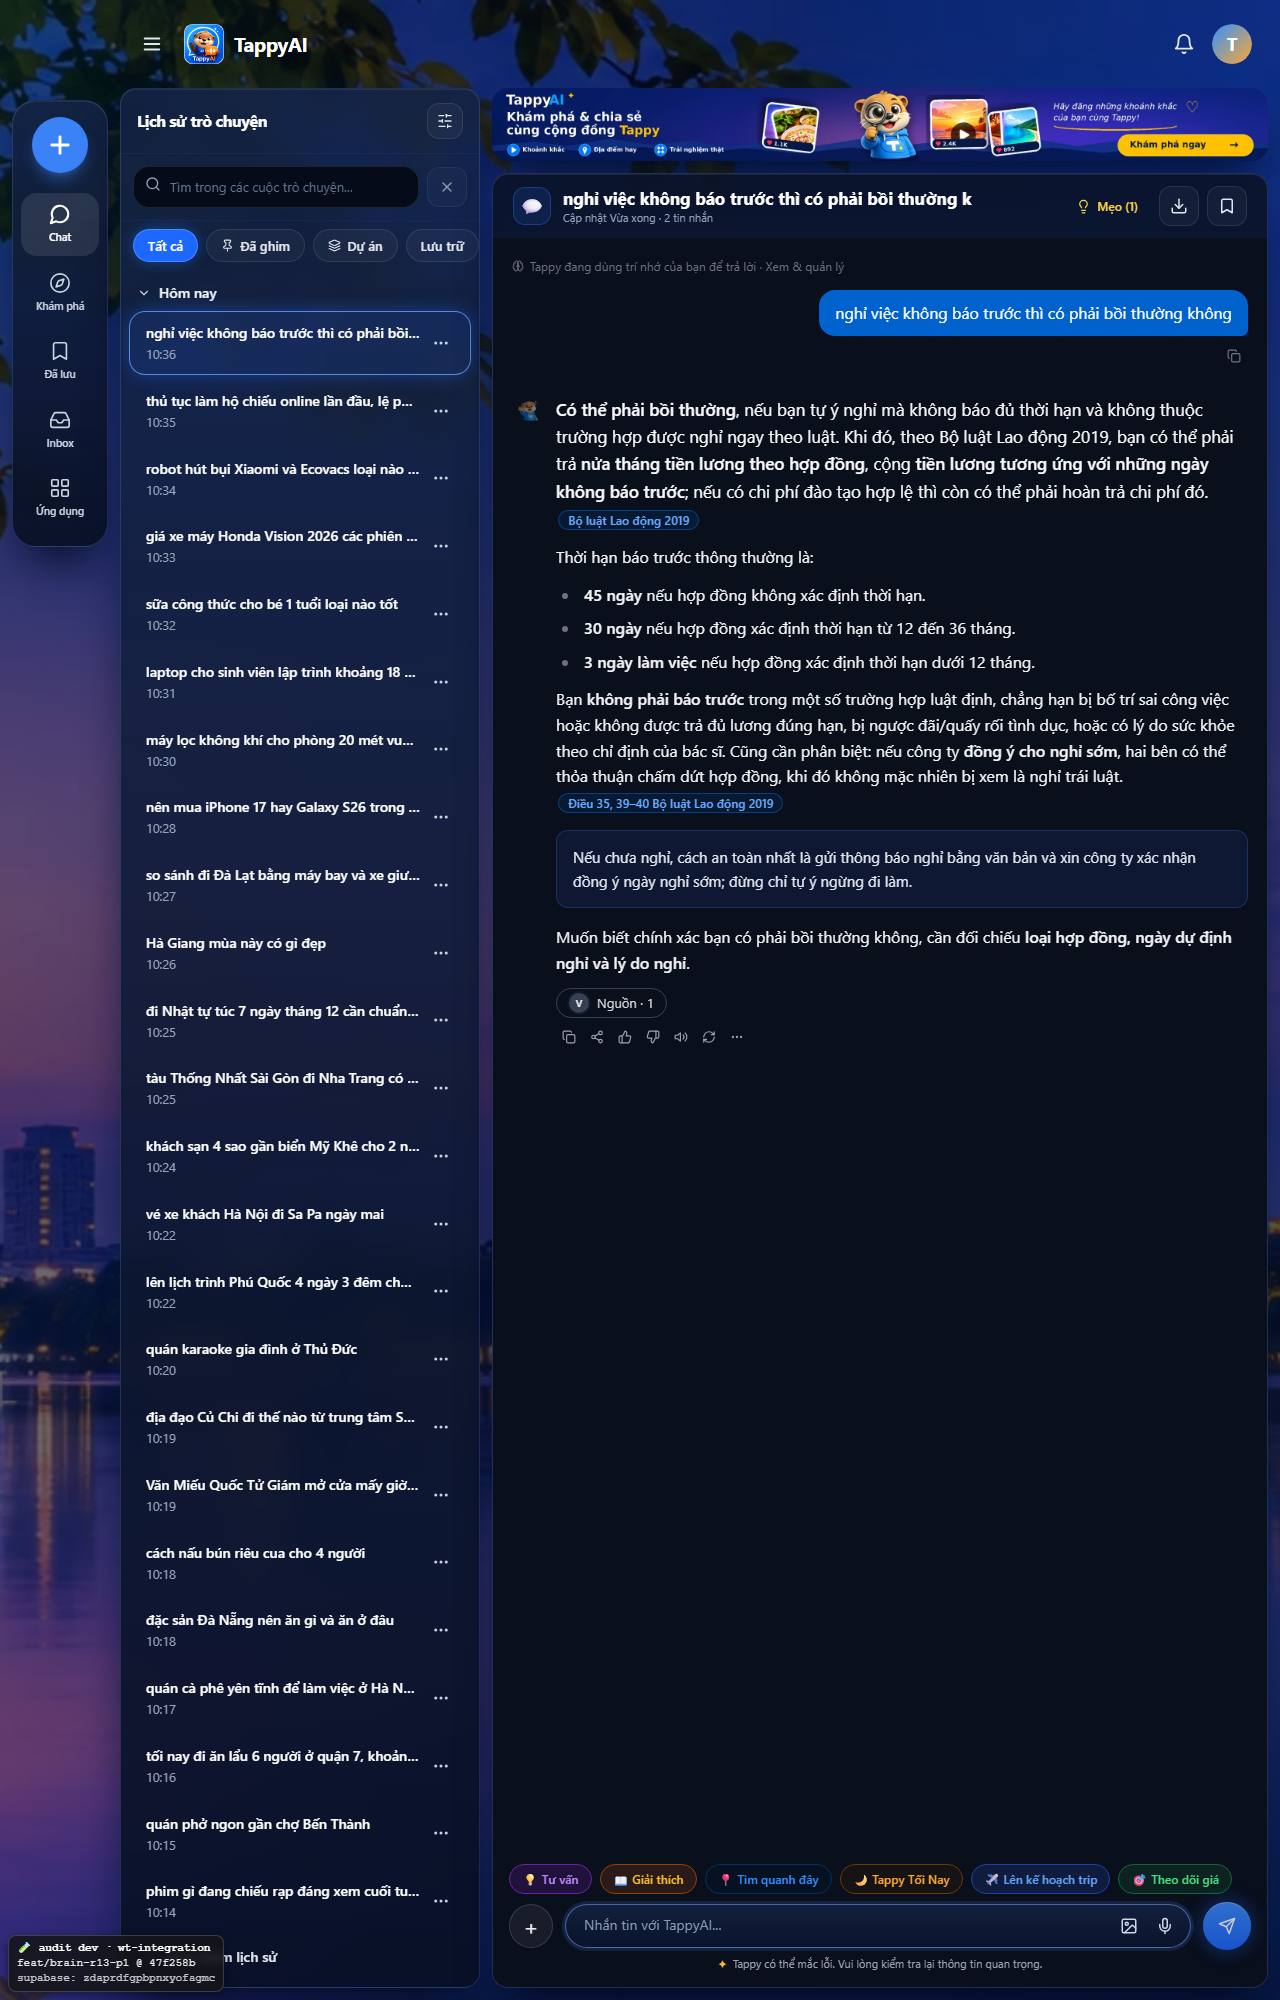 TappyAI
T
Chat
Khám phá
Đã lưu
Inbox
Ứng dụng
Lịch sử trò chuyện
Tìm trong các cuộc trò chuyện...
Tất cả
Đã ghim
Dự án
Lưu trữ
Hôm nay
nghỉ việc không báo trước thì có phải bồi...
10:36
thủ tục làm hộ chiếu online lần đầu, lệ p...
10:35
robot hút bụi Xiaomi và Ecovacs loại nào ...
10:34
giá xe máy Honda Vision 2026 các phiên ...
10:33
sữa công thức cho bé 1 tuổi loại nào tốt
10:32
laptop cho sinh viên lập trình khoảng 18 ...
10:31
máy lọc không khí cho phòng 20 mét vu...
10:30
nên mua iPhone 17 hay Galaxy S26 trong ...
10:28
so sánh đi Đà Lạt bằng máy bay và xe giư...
10:27
Hà Giang mùa này có gì đẹp
10:26
đi Nhật tự túc 7 ngày tháng 12 cần chuẩn...
10:25
tàu Thống Nhất Sài Gòn đi Nha Trang có ...
10:25
khách sạn 4 sao gần biển Mỹ Khê cho 2 n...
10:24
vé xe khách Hà Nội đi Sa Pa ngày mai
10:22
lên lịch trình Phú Quốc 4 ngày 3 đêm ch...
10:22
quán karaoke gia đình ở Thủ Đức
10:20
địa đạo Củ Chi đi thế nào từ trung tâm S...
10:19
Văn Miếu Quốc Tử Giám mở cửa mấy giờ...
10:19
cách nấu bún riêu cua cho 4 người
10:18
đặc sản Đà Nẵng nên ăn gì và ăn ở đâu
10:18
quán cà phê yên tĩnh để làm việc ở Hà N...
10:17
tối nay đi ăn lẩu 6 người ở quận 7, khoản...
10:16
quán phở ngon gần chợ Bến Thành
10:15
phim gì đang chiếu rạp đáng xem cuối tu...
10:14
lịch sử
audit dev · wt-integration
feat/brain-r13-p1 @ 47f258b
supabase: zdaprdfgpbpnxyofagmc
TappyAI
Khám phá & chia sẻ
cùng cộng đồng Tappy
Khoảnh khắc
Địa điểm hay
Trải nghiệm thật
1.1K
2.4K
892
Hãy đăng những khoảnh khắc
của bạn cùng Tappy!
Khám phá ngay →
nghỉ việc không báo trước thì có phải bồi thường k
Cập nhật Vừa xong · 2 tin nhắn
Mẹo (1)
Tappy đang dùng trí nhớ của bạn để trả lời · Xem & quản lý
nghỉ việc không báo trước thì có phải bồi thường không
Có thể phải bồi thường, nếu bạn tự ý nghỉ mà không báo đủ thời hạn và không thuộc
trường hợp được nghỉ ngay theo luật. Khi đó, theo Bộ luật Lao động 2019, bạn có thể phải
trả nửa tháng tiền lương theo hợp đồng, cộng tiền lương tương ứng với những ngày
không báo trước; nếu có chi phí đào tạo hợp lệ thì còn có thể phải hoàn trả chi phí đó.
Bộ luật Lao động 2019
Thời hạn báo trước thông thường là:
• 45 ngày nếu hợp đồng không xác định thời hạn.
• 30 ngày nếu hợp đồng xác định thời hạn từ 12 đến 36 tháng.
• 3 ngày làm việc nếu hợp đồng xác định thời hạn dưới 12 tháng.
Bạn không phải báo trước trong một số trường hợp luật định, chẳng hạn bị bố trí sai công việc
hoặc không được trả đủ lương đúng hạn, bị ngược đãi/quấy rối tình dục, hoặc có lý do sức khỏe
theo chỉ định của bác sĩ. Cũng cần phân biệt: nếu công ty đồng ý cho nghỉ sớm, hai bên có thể
thỏa thuận chấm dứt hợp đồng, khi đó không mặc nhiên bị xem là nghỉ trái luật.
Điều 35, 39–40 Bộ luật Lao động 2019
Nếu chưa nghỉ, cách an toàn nhất là gửi thông báo nghỉ bằng văn bản và xin công ty xác nhận
đồng ý ngày nghỉ sớm; đừng chỉ tự ý ngừng đi làm.
Muốn biết chính xác bạn có phải bồi thường không, cần đối chiếu loại hợp đồng, ngày dự định
nghỉ và lý do nghỉ.
V Nguồn · 1
Tư vấn
Giải thích
Tìm quanh đây
Tappy Tối Nay
Lên kế hoạch trip
Theo dõi giá
Nhắn tin với TappyAI...
Tappy có thể mắc lỗi. Vui lòng kiểm tra lại thông tin quan trọng.